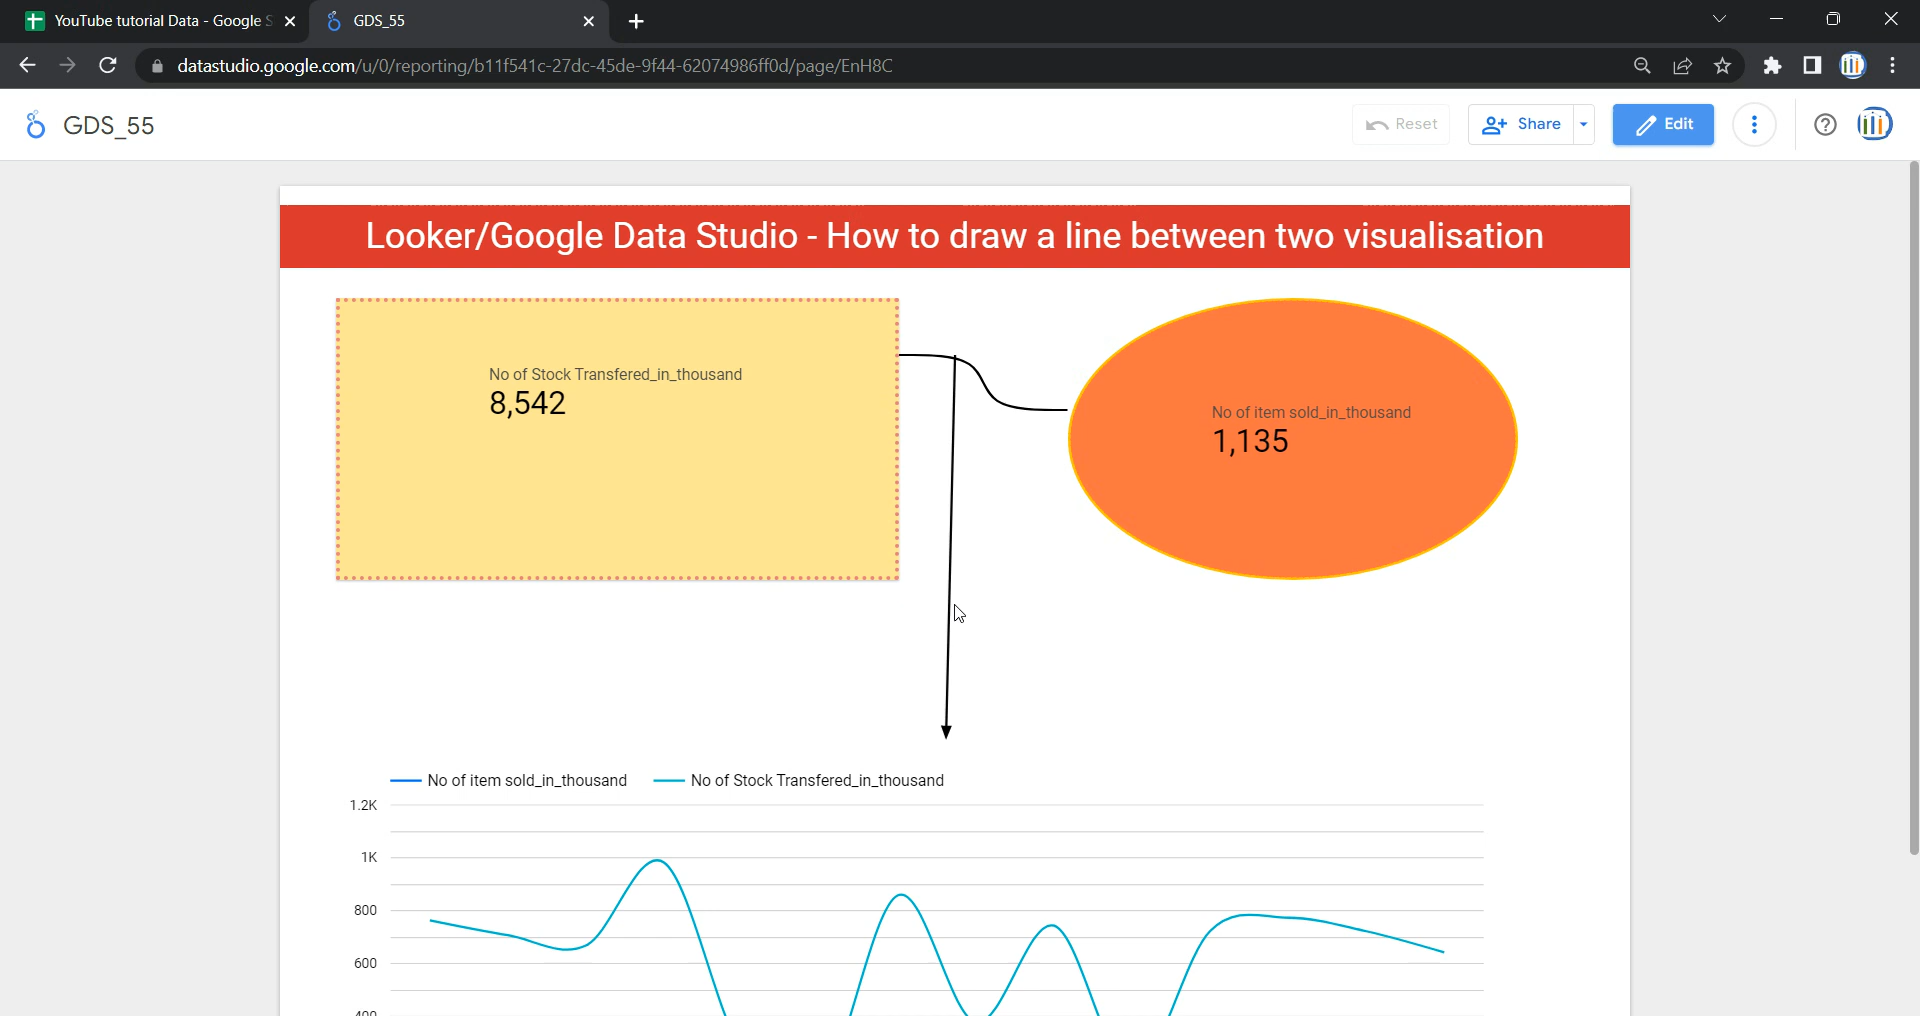 YouTube tutorial Data - Google S
GDS_55
datastudio.google.com/u/0/reporting/b11f541c-27dc-45de-9f44-62074986ff0d/page/EnH8C
GDS_55
Reset
Share
Edit
Looker/Google Data Studio - How to draw a line between two visualisation
No of Stock Transfered_in_thousand
8,542
No of item sold_in_thousand
1,135
No of item sold_in_thousand
No of Stock Transfered_in_thousand
1.2K
1K
800
600
400